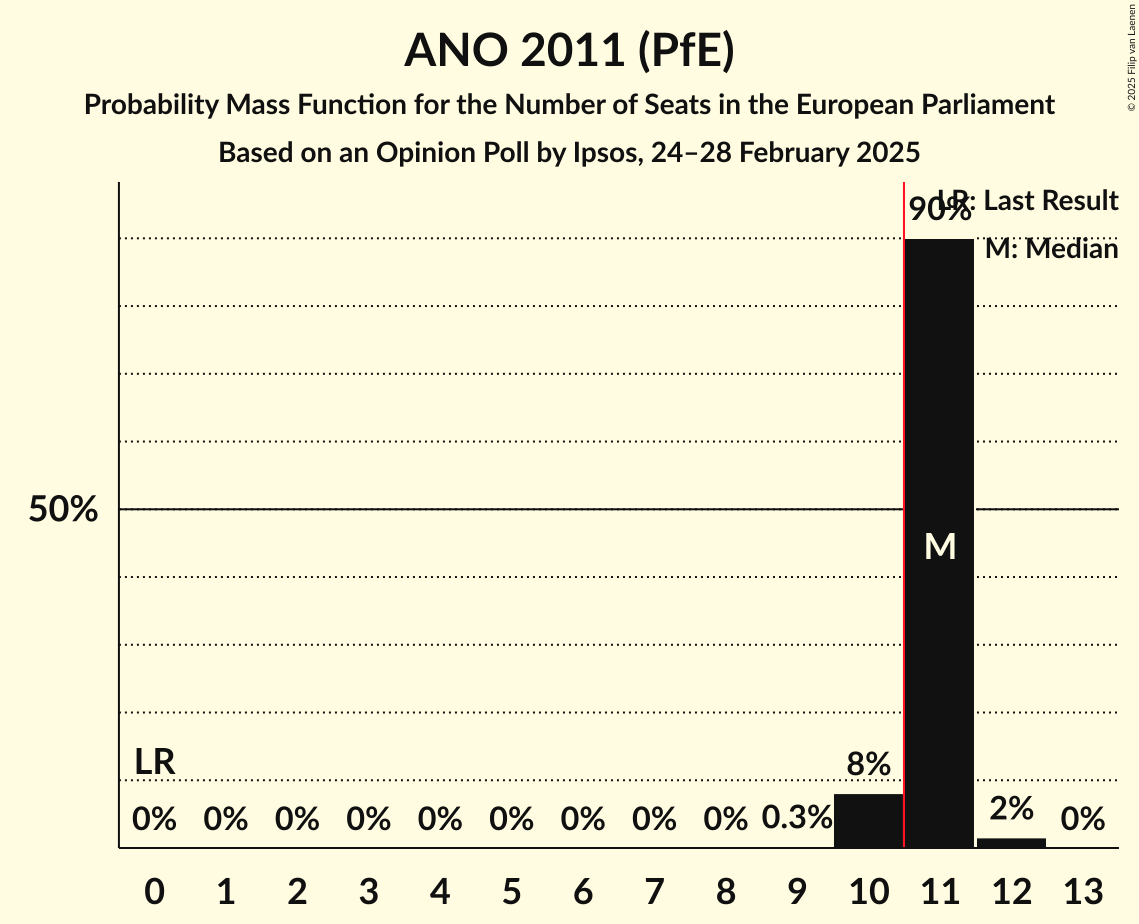 ANO 2011 (PfE)
Probability Mass Function for the Number of Seats in the European Parliament
Based on an Opinion Poll by Ipsos, 24–28 February 2025
© 2025 Filip van Laenen
LR: Last Result
M: Median
90%
50%
M
LR
8%
0% 0% 0% 0% 0% 0% 0% 0% 0% 0.3% 2% 0%
0 1 2 3 4 5 6 7 8 9 10 11 12 13